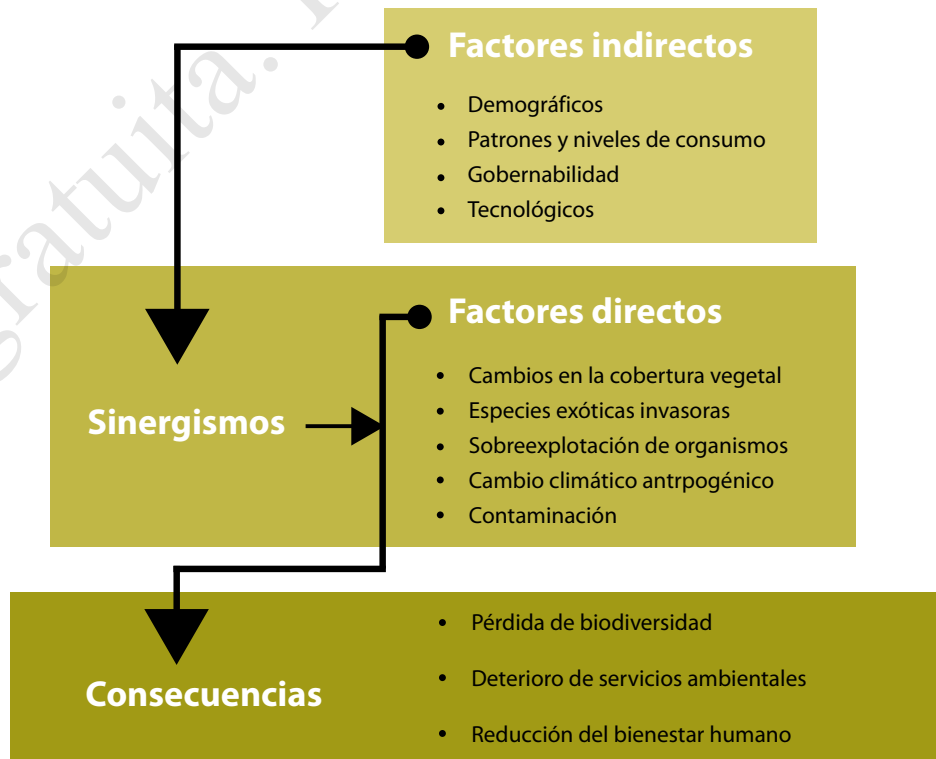 Factores indirectos
• Demográficos
• Patrones y niveles de consumo
• Gobernabilidad
• Tecnológicos
Factores directos
• Cambios en la cobertura vegetal
• Especies exóticas invasoras
• Sobreexplotación de organismos
• Cambio climático antrpogénico
• Contaminación
Sinergismos
Consecuencias
• Pérdida de biodiversidad
• Deterioro de servicios ambientales
• Reducción del bienestar humano
gratuita.